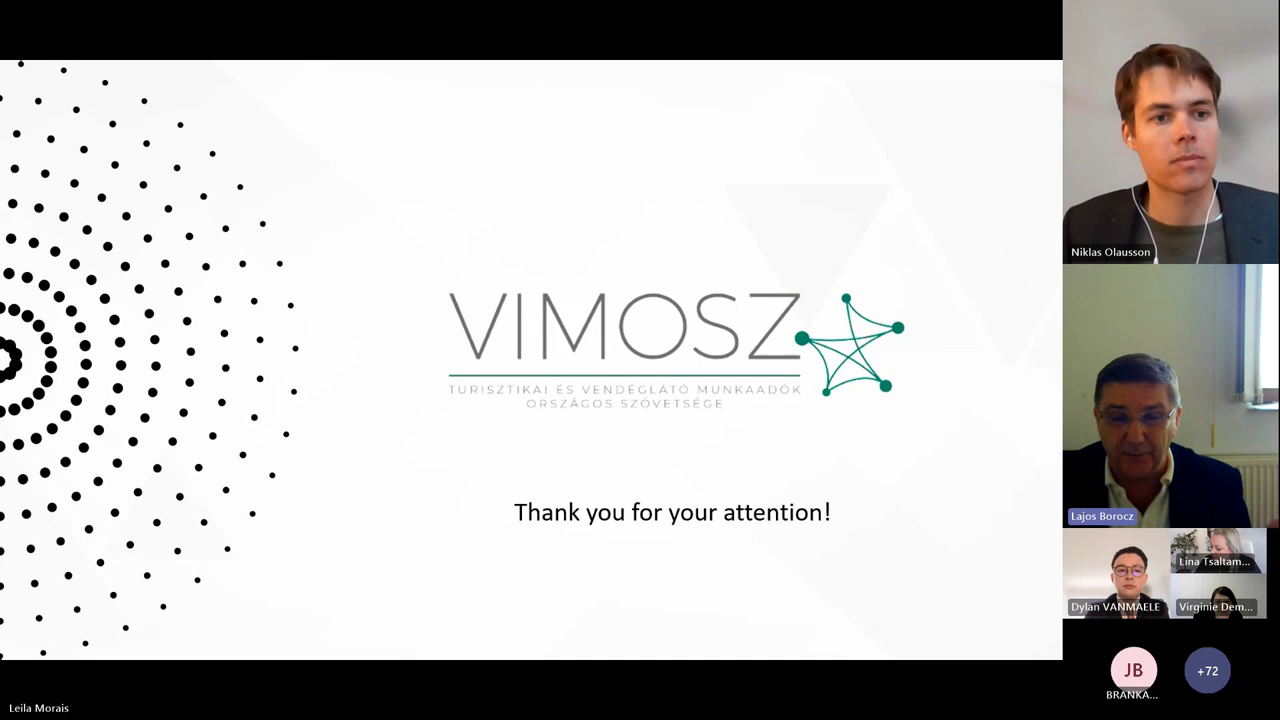 VIMOSZ
TURISZTIKAI ÉS VENDÉGLÁTÓ MUNKAADÓK
ORSZÁGOS SZÖVETSÉGE
Thank you for your attention!
Niklas Olausson
Lajos Borocz
Dylan VANMAELE
Lina Tsaltam...
Virginie Dem...
JB
BRANKA...
+72
Leila Morais